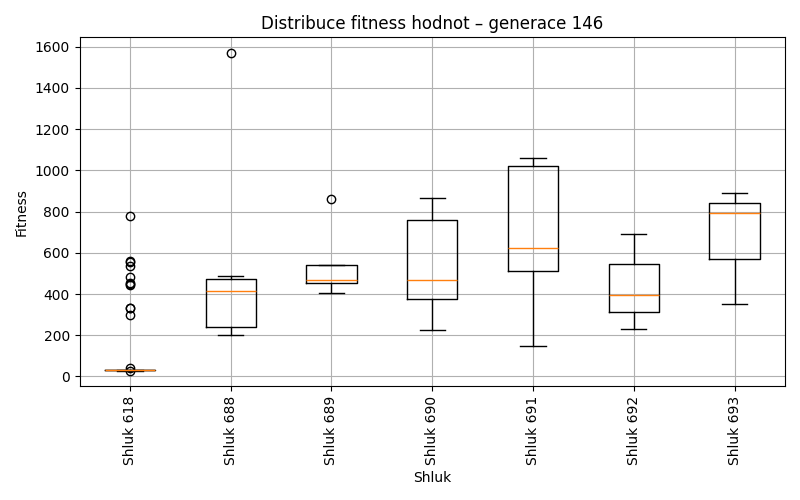 Distribuce fitness hodnot – generace 146
1600
1400
1200
1000
800
600
400
200
0
Fitness
Shluk 618
Shluk 688
Shluk 689
Shluk 690
Shluk 691
Shluk 692
Shluk 693
Shluk